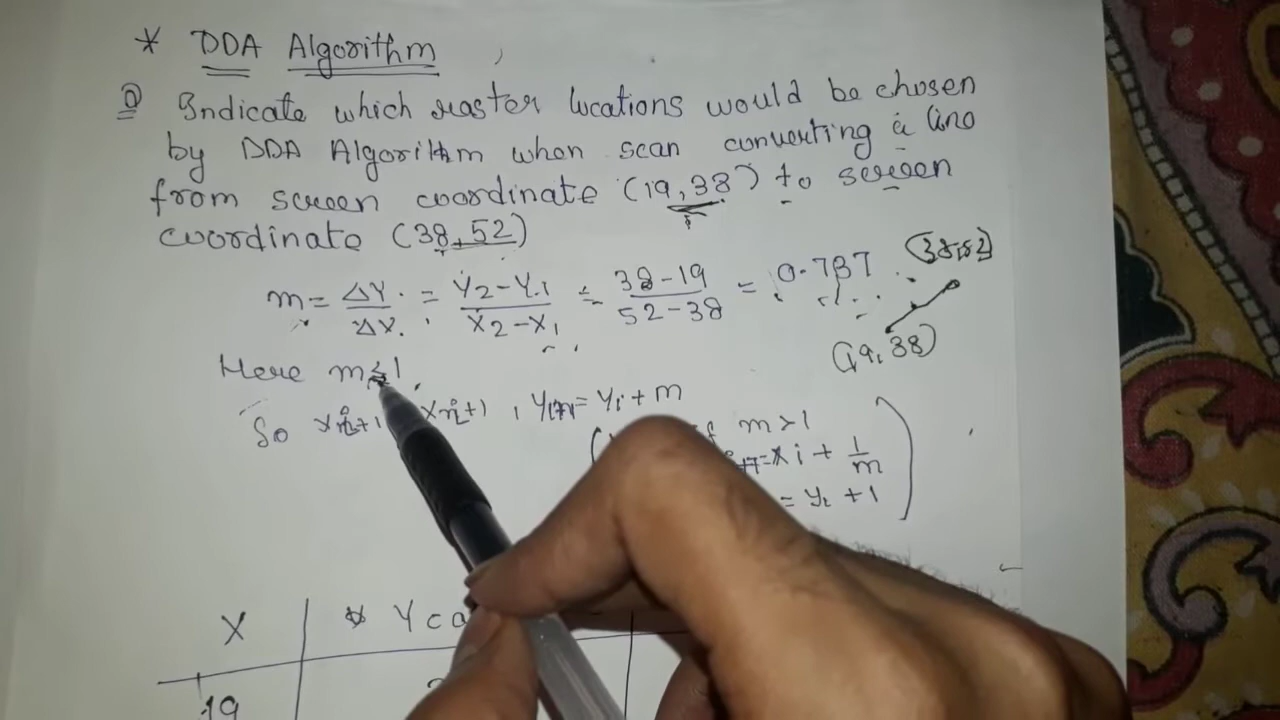 * DDA Algorithm
Q Indicate which raster locations would be chosen
by DDA Algorithm when scan converting a line
from screen coordinate (19,38) to screen
coordinate (38,52)
m = ΔY/ΔX = Y2-Y1/X2-X1 = 38-19/52-38 = 0.737
(38,52)
(19,38)
Here m≤1
So xi+1 xi+1, yi+1 = yi + m
if m>1
= xi + 1/m
= yi +1
X Y ca
19